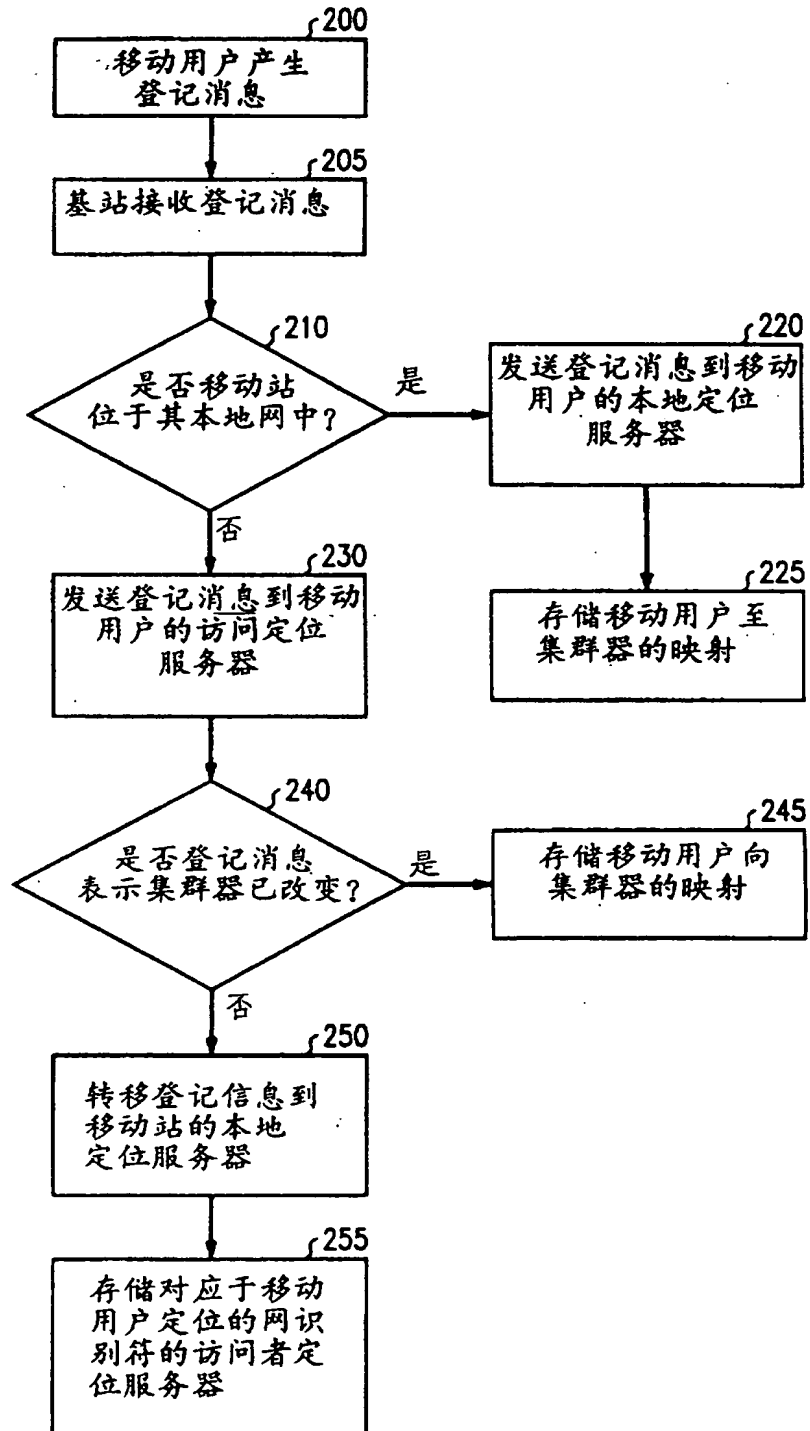 200
移动用户产生
登记消息
205
基站接收登记消息
210
是否移动站
位于其本地网中?
是
220
发送登记消息到移动
用户的本地定位
服务器
否
225
存储移动用户至
集群器的映射
230
发送登记消息到移动
用户的访问定位
服务器
240
是否登记消息
表示集群器已改变?
是
245
存储移动用户向
集群器的映射
否
250
转移登记信息到
移动站的本地
定位服务器
255
存储对应于移动
用户定位的网识
别符的访问者定
位服务器